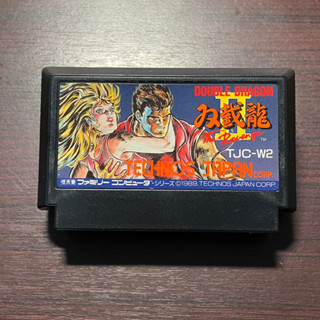 DOUBLE DRAGON
II
双截龍
The Revenge
TM
TJC-W2
TECHNOS JAPAN CORP.
任天堂 ファミリー コンピュータ・シリーズ ©1989 TECHNOS JAPAN CORP.